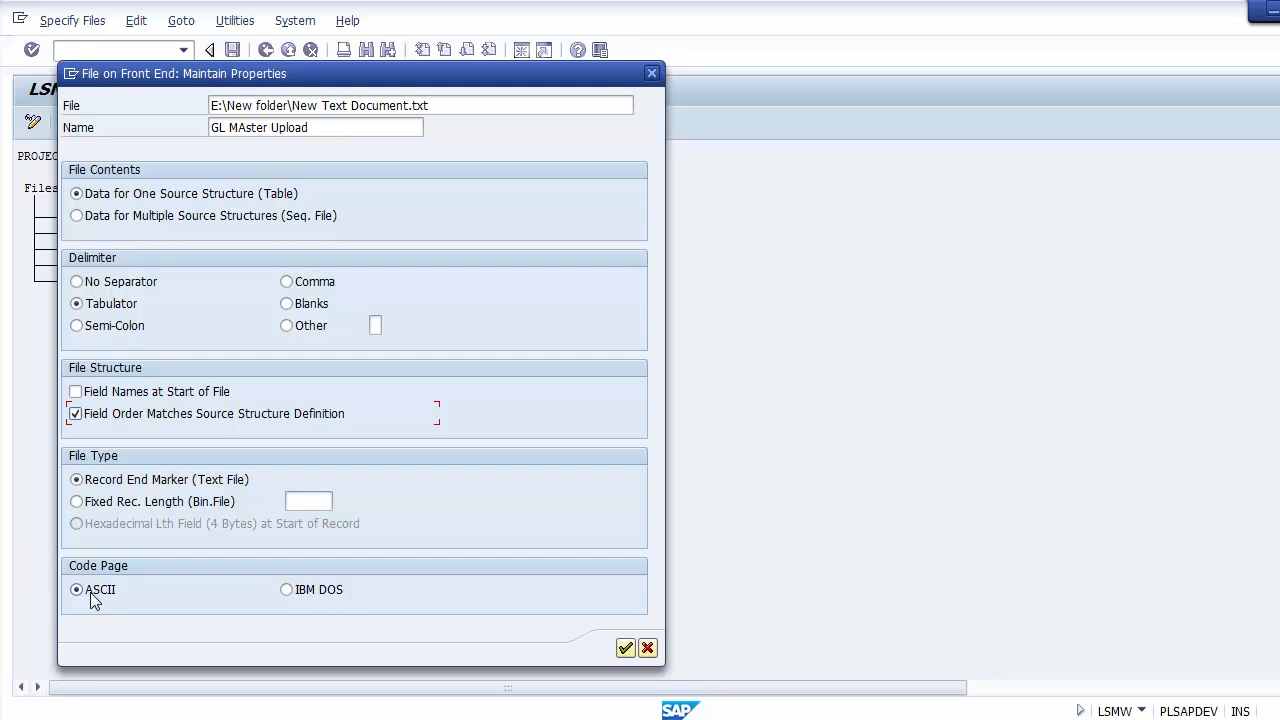 Specify Files Edit Goto Utilities System Help
File on Front End: Maintain Properties
LSM
File E:\New folder\New Text Document.txt
Name GL MAster Upload
PROJEC
Files
File Contents
Data for One Source Structure (Table)
Data for Multiple Source Structures (Seq. File)
Delimiter
No Separator Comma
Tabulator Blanks
Semi-Colon Other
File Structure
Field Names at Start of File
Field Order Matches Source Structure Definition
File Type
Record End Marker (Text File)
Fixed Rec. Length (Bin.File)
Hexadecimal Lth Field (4 Bytes) at Start of Record
Code Page
ASCII IBM DOS
SAP LSMW PLSAPDEV INS